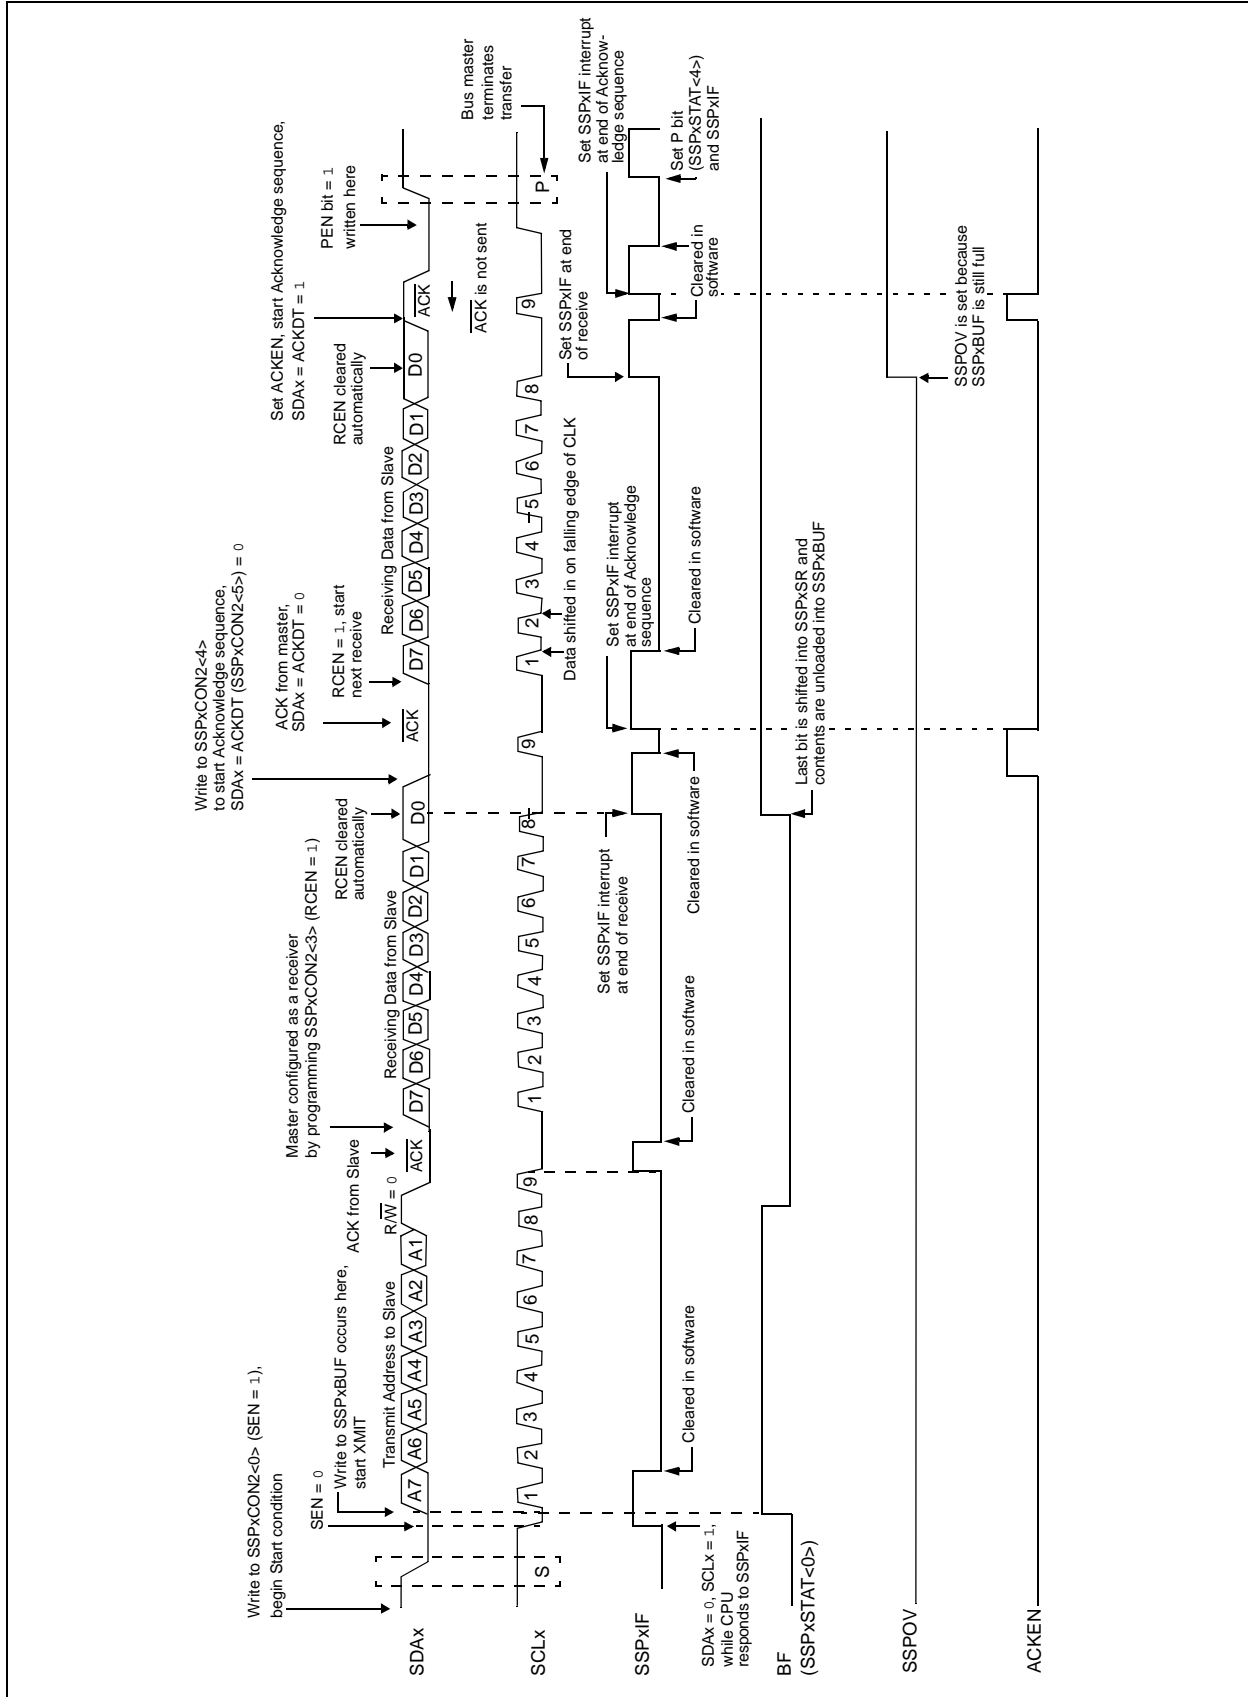 Write to SSPxCON2<0> (SEN = 1),
begin Start condition
SEN = 0
Write to SSPxBUF occurs here,
start XMIT
ACK from Slave
Master configured as a receiver
by programming SSPxCON2<3> (RCEN = 1)
RCEN cleared
automatically
Write to SSPxCON2<4>
to start Acknowledge sequence,
SDAx = ACKDT (SSPxCON2<5>) = 0
ACK from master,
SDAx = ACKDT = 0
RCEN = 1, start
next receive
RCEN cleared
automatically
Set ACKEN, start Acknowledge sequence,
SDAx = ACKDT = 1
PEN bit = 1
written here
Transmit Address to Slave
R/W = 0
Receiving Data from Slave
Receiving Data from Slave
SDAx
A7 A6 A5 A4 A3 A2 A1
ACK
D7 D6 D5 D4 D3 D2 D1 D0
ACK
D7 D6 D5 D4 D3 D2 D1 D0
ACK
ACK is not sent
Bus master
terminates
transfer
SCLx
S
1 2 3 4 5 6 7 8 9
1 2 3 4 5 6 7 8 9
1 2 3 4 5 6 7 8 9
P
Data shifted in on falling edge of CLK
Set SSPxIF interrupt
at end of receive
Set SSPxIF interrupt
at end of Acknowledge
sequence
Set SSPxIF at end
of receive
Set SSPxIF interrupt
at end of Acknow-
ledge sequence
SSPxIF
SDAx = 0, SCLx = 1,
while CPU
responds to SSPxIF
Cleared in software
Cleared in software
Cleared in software
Cleared in software
Cleared in
software
Set P bit
(SSPxSTAT<4>)
and SSPxIF
BF
(SSPxSTAT<0>)
Last bit is shifted into SSPxSR and
contents are unloaded into SSPxBUF
SSPOV
SSPOV is set because
SSPxBUF is still full
ACKEN